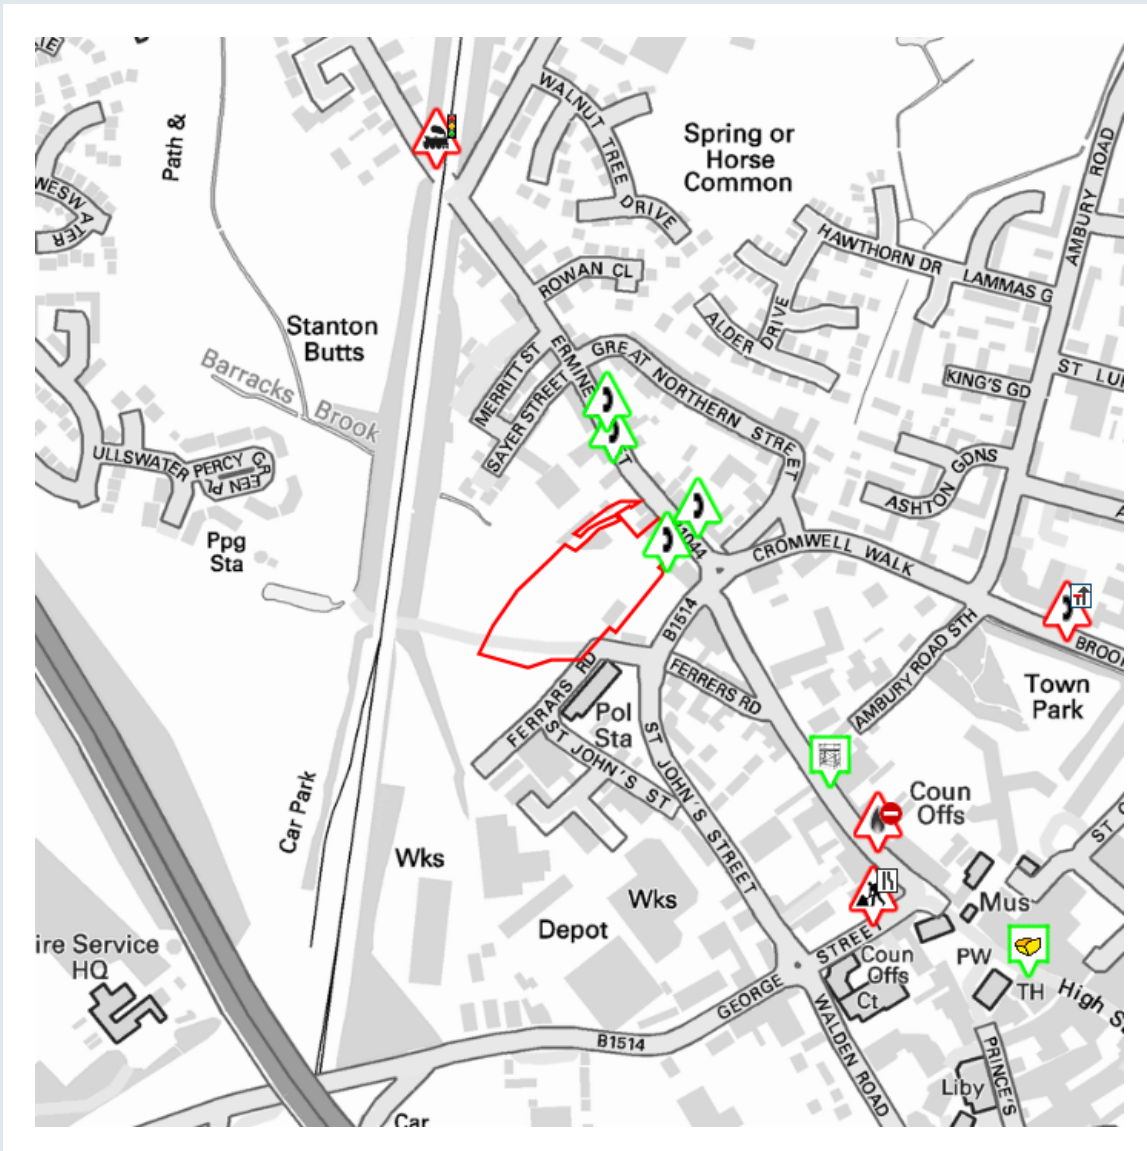 WALNUT TREE DRIVE
Path &
Spring or
Horse
Common
AMBURY ROAD
HAWTHORN DR
LAMMAS G
ROWAN CL
Stanton
Butts
ALDER
DRIVE
ERMINE
GREAT NORTHERN STREET
MERRITT ST
SAYER STREET
Barracks Brook
KING'S GD
ULLSWATER
PERCY GREEN PL
ASHTON GDNS
Ppg
Sta
CROMWELL WALK
B1514
AMBURY ROAD STH
BROO
FERRARS RD
FERRERS RD
Town
Park
Pol
Sta
ST JOHN'S ST
ST JOHN'S STREET
Car Park
Coun
Offs
Wks
Wks
Depot
Mus
ire Service
HQ
GEORGE STREE
Coun
Offs
Ct
PW
TH
High S
B1514
WALDEN ROAD
PRINCE'S
Liby
Car